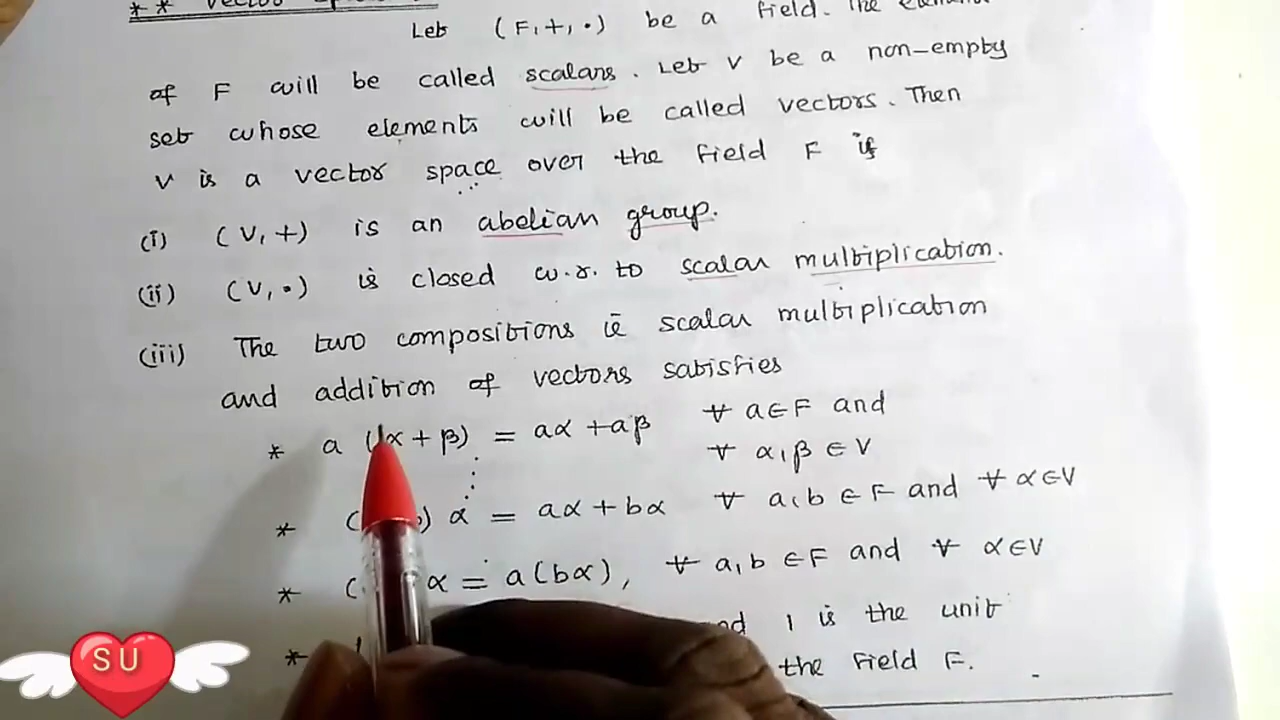 ** Vector
Let (F, +, ·) be a field. The
of F will be called scalars. Let V be a non-empty
set whose elements will be called vectors. Then
V is a vector space over the field F if
(i) (V, +) is an abelian group.
(ii) (V, ·) is closed w.r. to scalar multiplication.
(iii) The two compositions ie scalar multiplication
and addition of vectors satisfies
* a (α + β) = aα + aβ ∀ a ∈ F and
∀ α, β ∈ V
* ( ) α = aα + bα ∀ a, b ∈ F and ∀ α ∈ V
* ( α = a(bα), ∀ a, b ∈ F and ∀ α ∈ V
* 1 is the unit
the field F.
SU